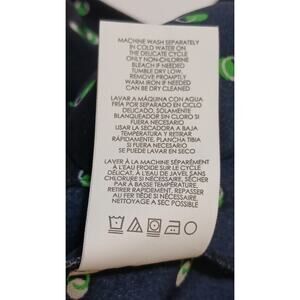 MACHINE WASH SEPARATELY
IN COLD WATER ON
THE DELICATE CYCLE
ONLY NON-CHLORINE
BLEACH IF NEEDED
TUMBLE DRY LOW.
REMOVE PROMPTLY
WARM IRON IF NEEDED
CAN BE DRY CLEANED
LAVAR A MÁQUINA CON AGUA
FRÍA POR SEPARADO EN CICLO
DELICADO, SOLAMENTE
BLANQUEADOR SIN CLORO SI
FUERA NECESARIO
USAR LA SECADORA A BAJA
TEMPERATURA Y RETIRAR
RÁPIDAMENTE. PLANCHA TIBIA
SI FUERA NECESARIO
SE PUEDE LAVAR EN SECO
LAVER À LA MACHINE SÉPARÉMENT
À L'EAU FROIDE SUR LE CYCLE
DÉLICAT. À L'EAU DE JAVEL SANS
CHLORURE SI NÉCESSAIRE, SÉCHER
PAR À BASSE TEMPÉRATURE.
RETIRER RAPIDEMENT. REPASSER
AU FER TIÈDE SI NÉCESSAIRE.
NETTOYAGE A SEC POSSIBLE